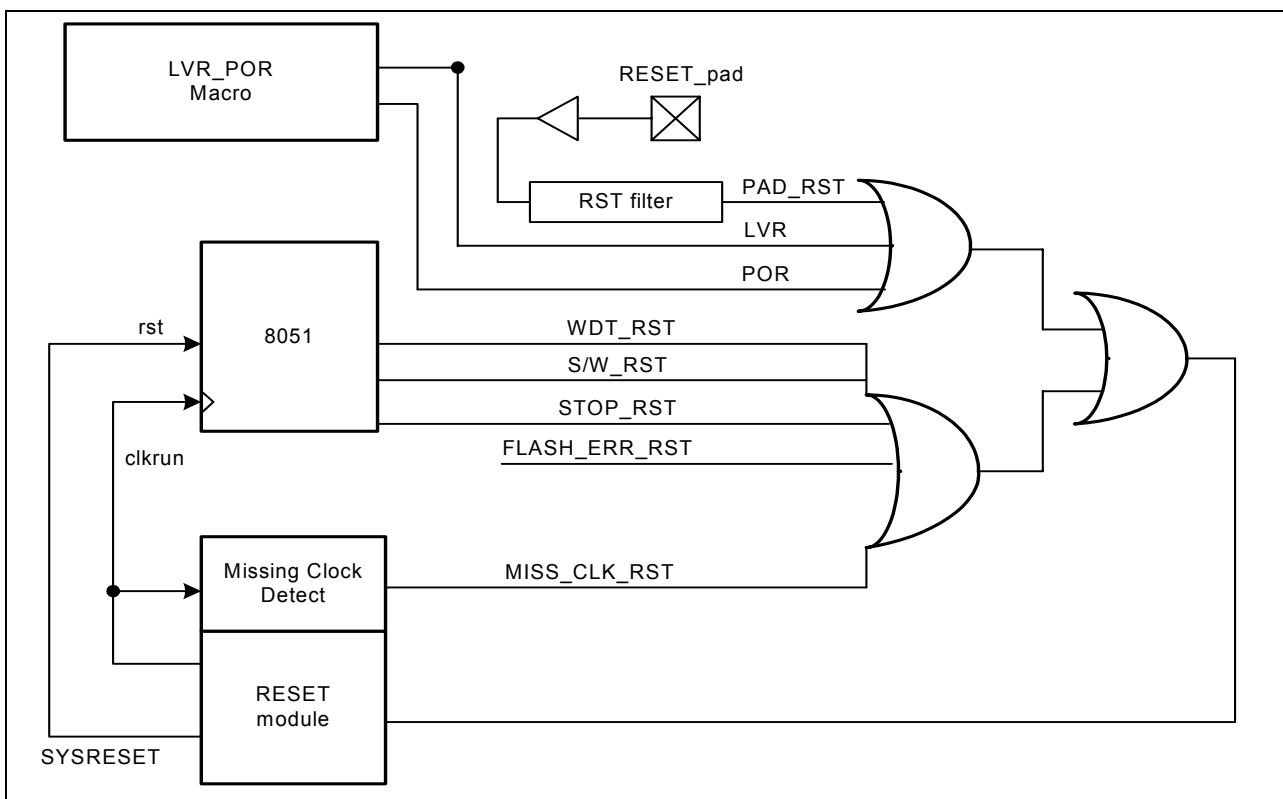 LVR_POR
Macro
RESET_pad
RST filter
PAD_RST
LVR
POR
rst
8051
WDT_RST
S/W_RST
STOP_RST
FLASH_ERR_RST
clkrun
Missing Clock
Detect
MISS_CLK_RST
RESET
module
SYSRESET